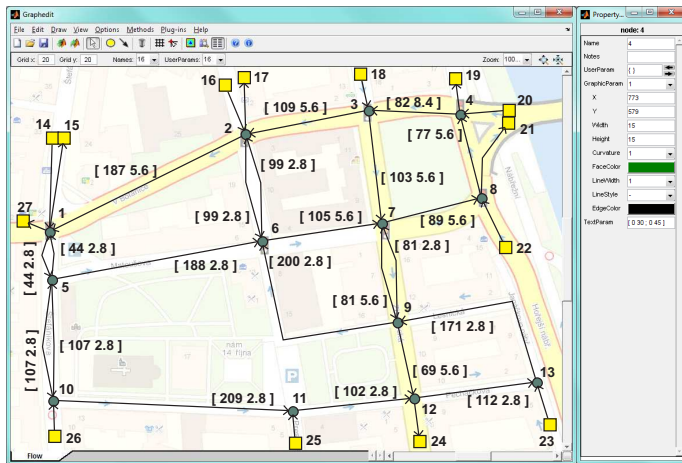 Graphedit
File Edit Draw View Options Methods Plug-ins Help
Grid x: 20 Grid y: 20 Names: 16 UserParams: 16 Zoom: 100...
16 17 18 19
[ 109 5.6 ] 3 [ 82 8.4 ] 4 20
14 15 2 [ 77 5.6 ] 21
[ 99 2.8 ]
[ 187 5.6 ] [ 103 5.6 ]
27 1 [ 99 2.8 ] 6 [ 105 5.6 ] 7 [ 89 5.6 ] 8
[ 44 2.8 ] [ 188 2.8 ] [ 200 2.8 ] [ 81 2.8 ] 22
[ 44 2.8 ] 5
[ 81 5.6 ] 9
[ 171 2.8 ]
[ 107 2.8 ]
[ 107 2.8 ]
nám
14 října
P
[ 69 5.6 ] 13
10 [ 209 2.8 ] 11 [ 102 2.8 ] 12 [ 112 2.8 ]
26 25 24 23
Flow
Property...
node: 4
Name 4
Notes
UserParam { }
GraphicParam 1
X 773
Y 579
Width 15
Height 15
Curvature 1
FaceColor
LineWidth 1
LineStyle -
EdgeColor
TextParam [ 0 30 ; 0 45 ]